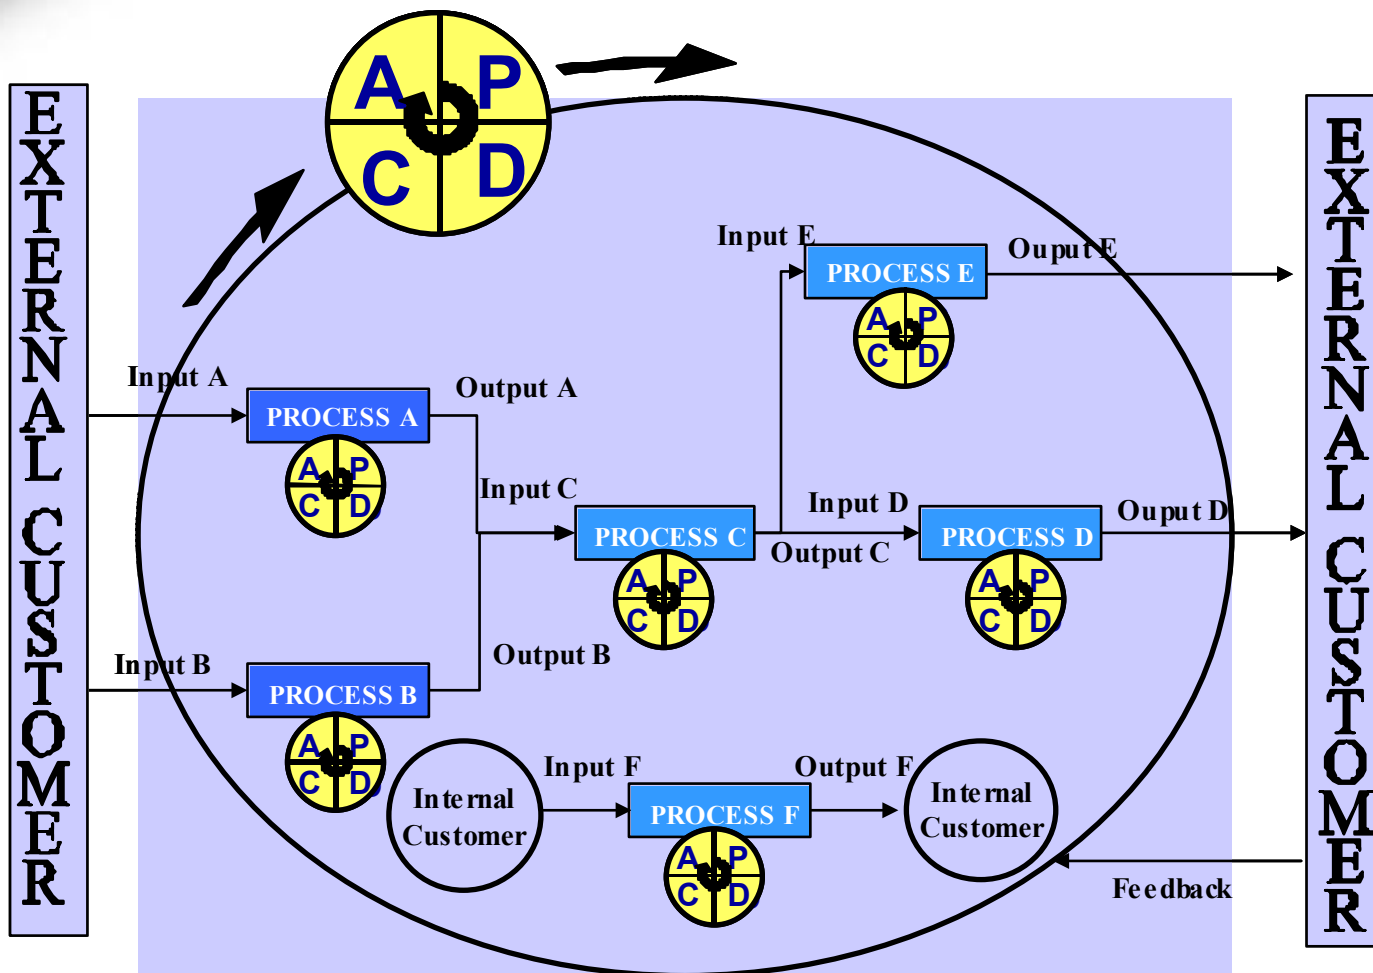 EXTERNAL CUSTOMER
A P
C D
EXTERNAL CUSTOMER
Input E
Ouput E
PROCESS E
A P
C D
Input A
Output A
PROCESS A
A P
C D
Input C
Input D
Ouput D
PROCESS C
Output C
PROCESS D
A P
C D
A P
C D
Input B
Output B
PROCESS B
A P
C D
Input F
Output F
Internal
Customer
PROCESS F
Internal
Customer
A P
C D
Feedback